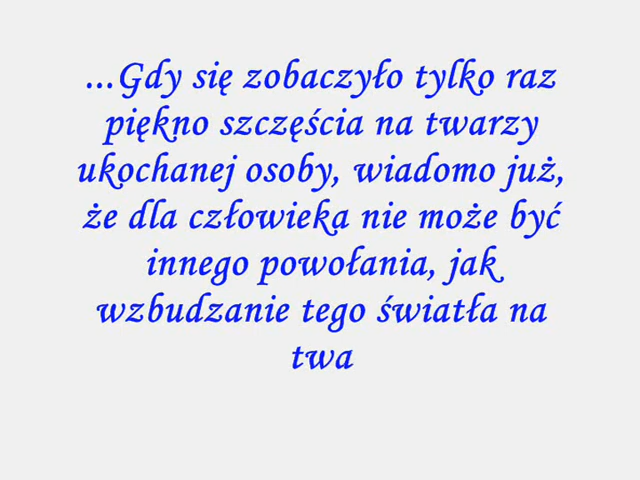 ...Gdy się zobaczyło tylko raz
piękno szczęścia na twarzy
ukochanej osoby, wiadomo już,
że dla człowieka nie może być
innego powołania, jak
wzbudzanie tego światła na
twa